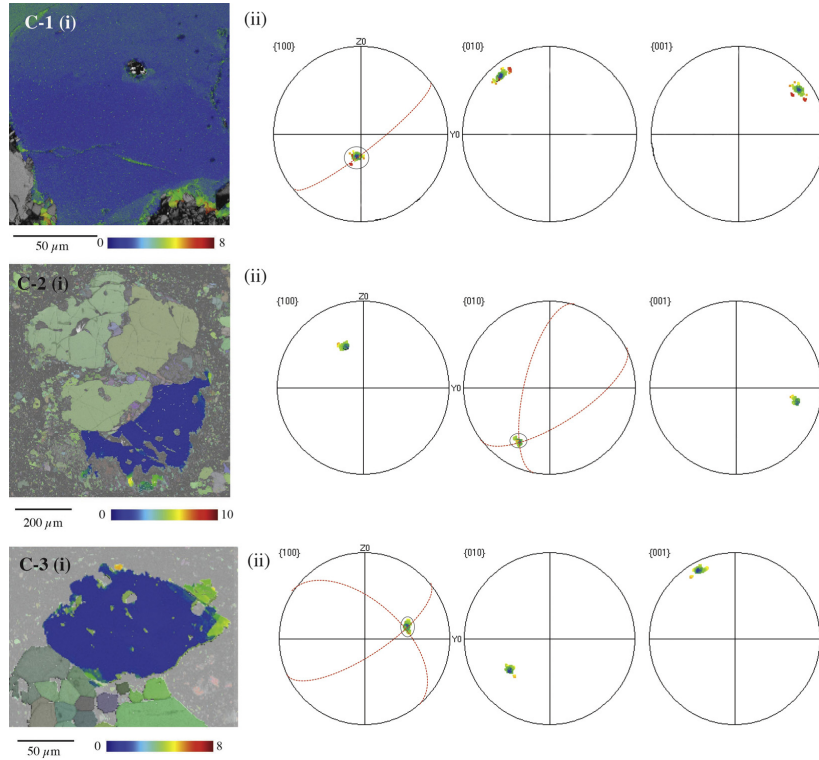 C-1 (i)
(ii)
{100}
Z0
{010}
{001}
Y0
50 µm
0
8
C-2 (i)
(ii)
{100}
Z0
{010}
{001}
Y0
200 µm
0
10
C-3 (i)
(ii)
{100}
Z0
{010}
{001}
Y0
50 µm
0
8